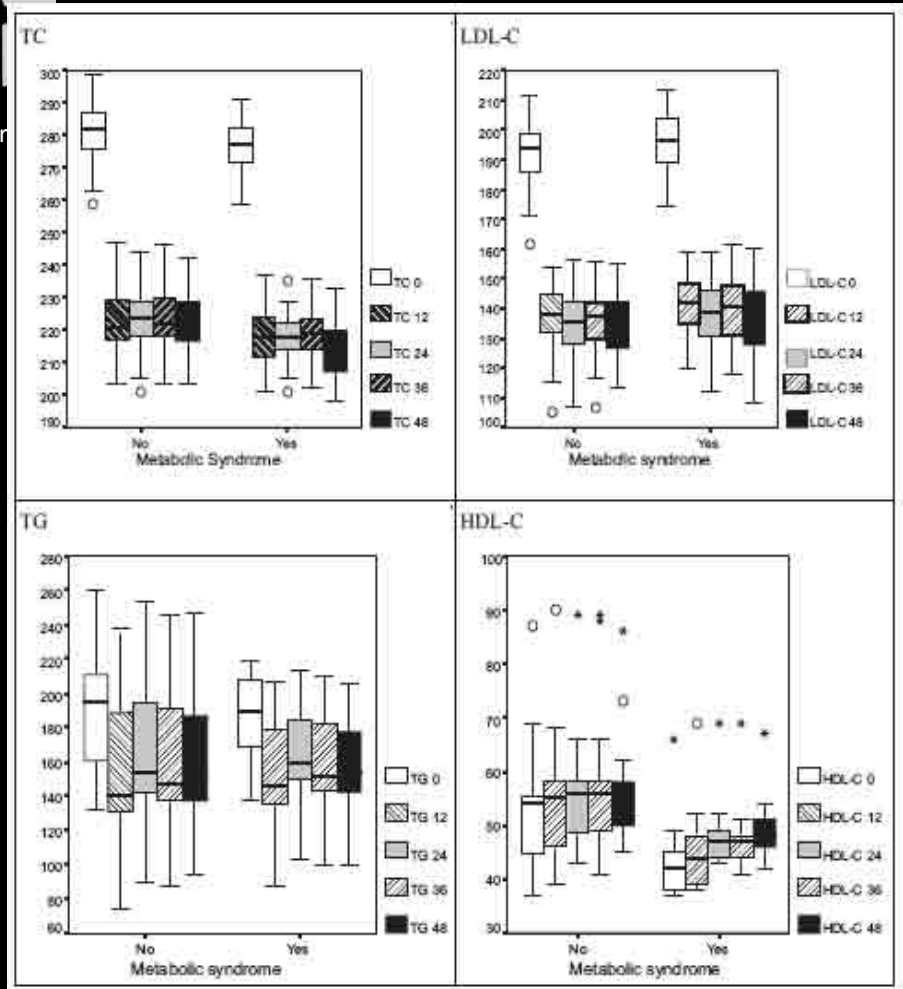 TC
300
290
280
270
260
250
240
230
220
210
200
190
No Yes
Metabolic Syndrome
TC 0
TC 12
TC 24
TC 36
TC 48
LDL-C
220
210
200
190
180
170
160
150
140
130
120
110
100
No Yes
Metabolic syndrome
LDL-C 0
LDL-C 12
LDL-C 24
LDL-C 36
LDL-C 48
TG
280
260
240
220
200
180
160
140
120
100
80
60
No Yes
Metabolic syndrome
TG 0
TG 12
TG 24
TG 36
TG 48
HDL-C
100
90
80
70
60
50
40
30
No Yes
Metabolic syndrome
HDL-C 0
HDL-C 12
HDL-C 24
HDL-C 36
HDL-C 48